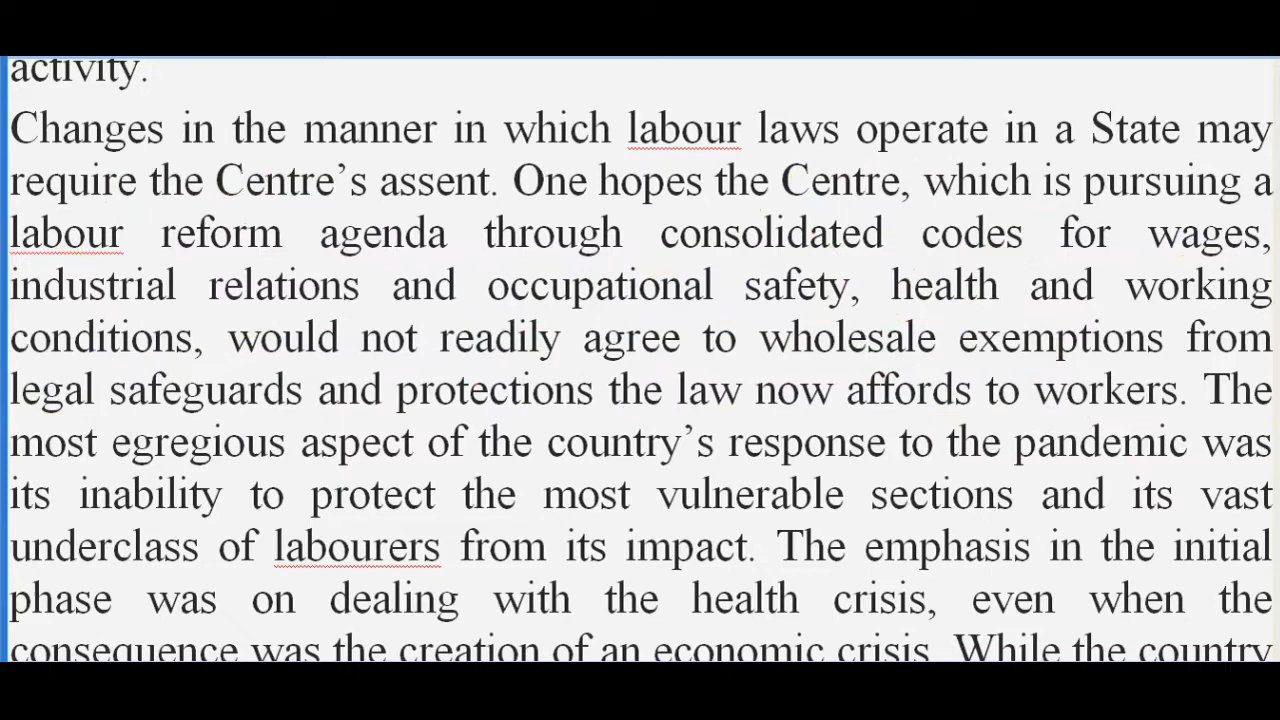 activity.
Changes in the manner in which labour laws operate in a State may
require the Centre’s assent. One hopes the Centre, which is pursuing a
labour reform agenda through consolidated codes for wages,
industrial relations and occupational safety, health and working
conditions, would not readily agree to wholesale exemptions from
legal safeguards and protections the law now affords to workers. The
most egregious aspect of the country’s response to the pandemic was
its inability to protect the most vulnerable sections and its vast
underclass of labourers from its impact. The emphasis in the initial
phase was on dealing with the health crisis, even when the
consequence was the creation of an economic crisis. While the country